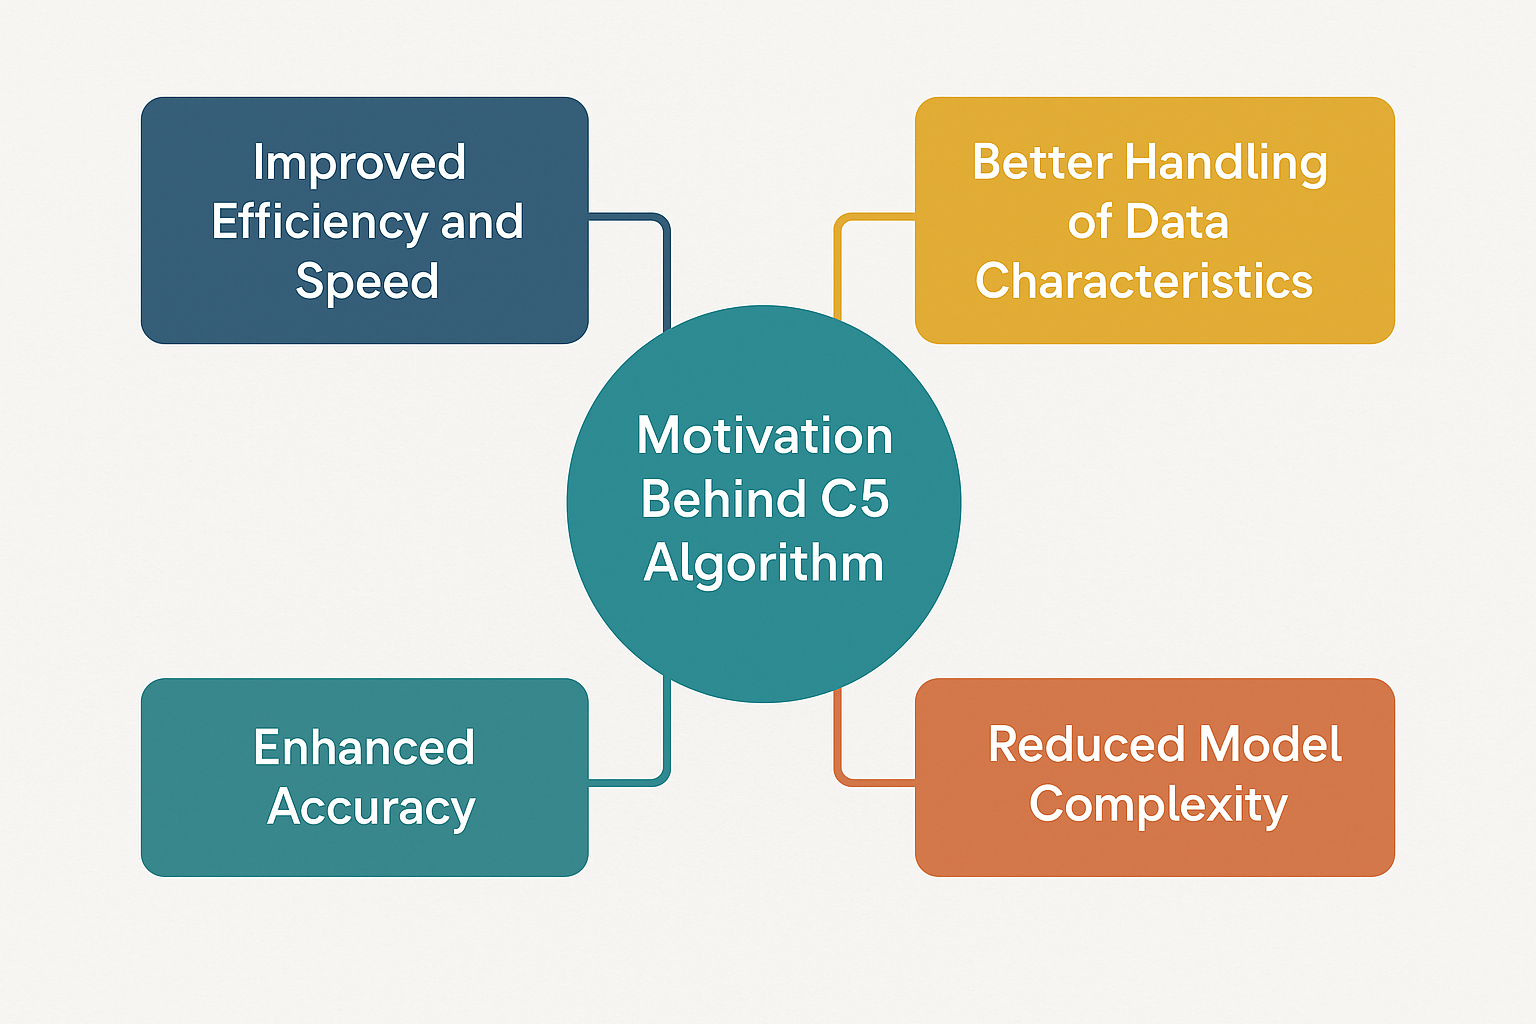 Improved
Efficiency and
Speed
Better Handling
of Data
Characteristics
Motivation
Behind C5
Algorithm
Enhanced
Accuracy
Reduced Model
Complexity